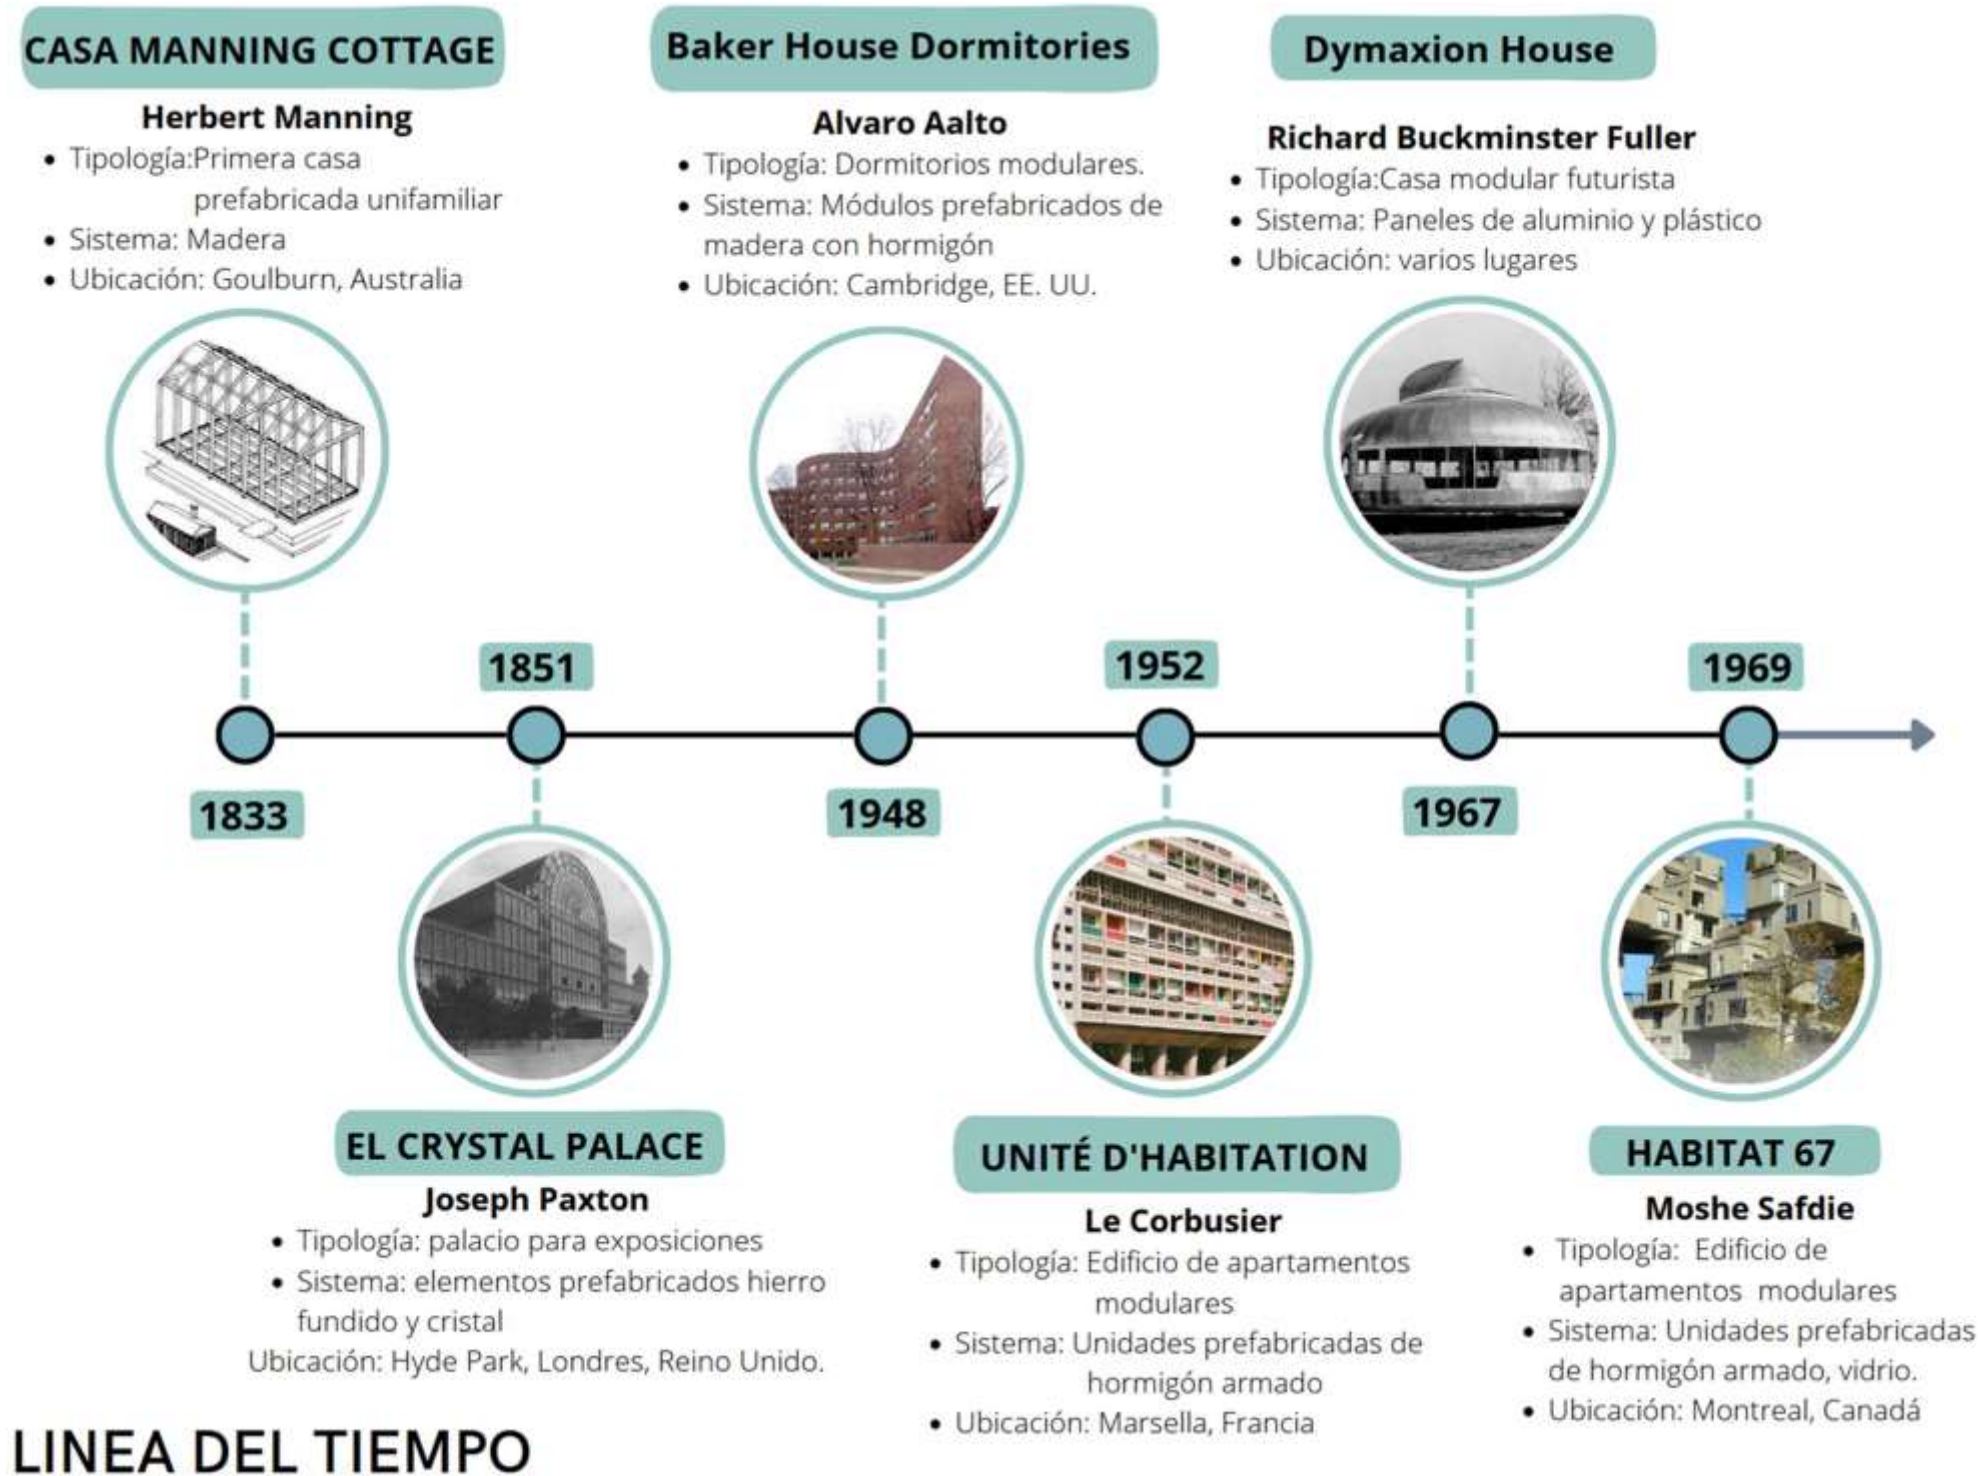 CASA MANNING COTTAGE
Herbert Manning
• Tipología:Primera casa
prefabricada unifamiliar
• Sistema: Madera
• Ubicación: Goulburn, Australia
Baker House Dormitories
Alvaro Aalto
• Tipología: Dormitorios modulares.
• Sistema: Módulos prefabricados de
madera con hormigón
• Ubicación: Cambridge, EE. UU.
Dymaxion House
Richard Buckminster Fuller
• Tipología:Casa modular futurista
• Sistema: Paneles de aluminio y plástico
• Ubicación: varios lugares
1833
1851
1948
1952
1967
1969
EL CRYSTAL PALACE
Joseph Paxton
• Tipología: palacio para exposiciones
• Sistema: elementos prefabricados hierro
fundido y cristal
Ubicación: Hyde Park, Londres, Reino Unido.
UNITÉ D'HABITATION
Le Corbusier
• Tipología: Edificio de apartamentos
modulares
• Sistema: Unidades prefabricadas de
hormigón armado
• Ubicación: Marsella, Francia
HABITAT 67
Moshe Safdie
• Tipología: Edificio de
apartamentos modulares
• Sistema: Unidades prefabricadas
de hormigón armado, vidrio.
• Ubicación: Montreal, Canadá
LINEA DEL TIEMPO